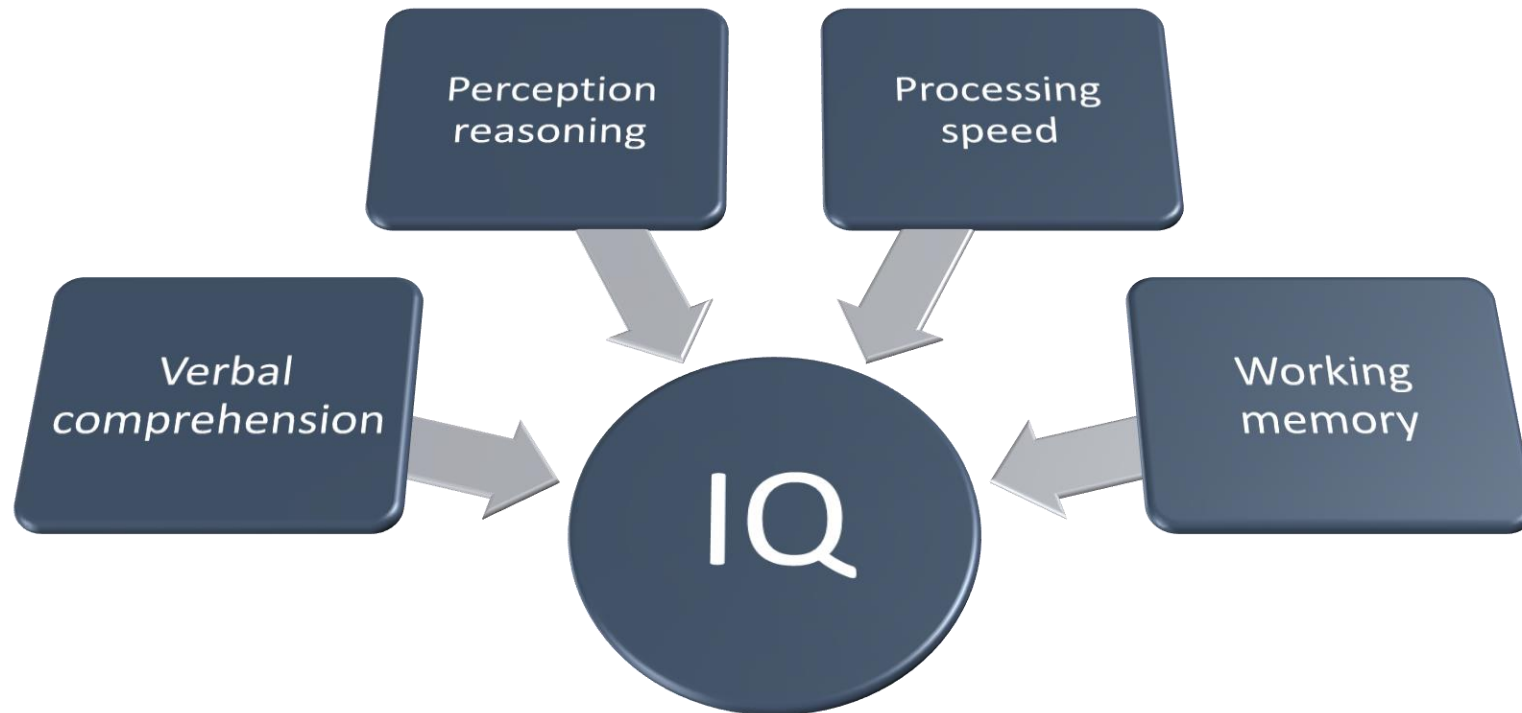 Perception
reasoning
Processing
speed
Verbal
comprehension
Working
memory
IQ